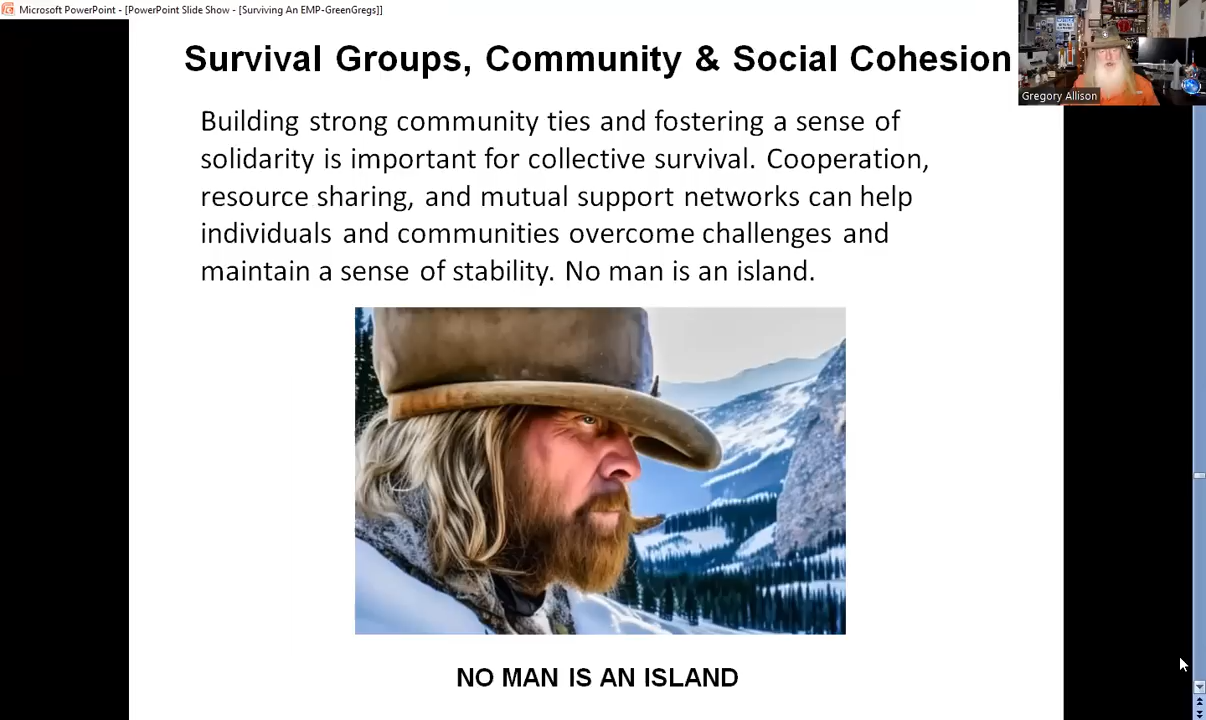 Microsoft PowerPoint - [PowerPoint Slide Show - [Surviving An EMP-GreenGregs]]
Survival Groups, Community & Social Cohesion
Gregory Allison
Building strong community ties and fostering a sense of
solidarity is important for collective survival. Cooperation,
resource sharing, and mutual support networks can help
individuals and communities overcome challenges and
maintain a sense of stability. No man is an island.
NO MAN IS AN ISLAND